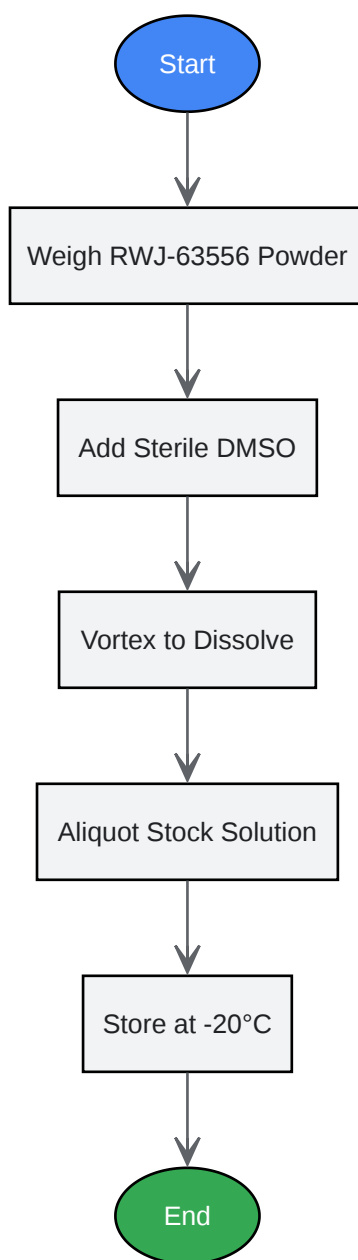 Start
Weigh RWJ-63556 Powder
Add Sterile DMSO
Vortex to Dissolve
Aliquot Stock Solution
Store at -20°C
End